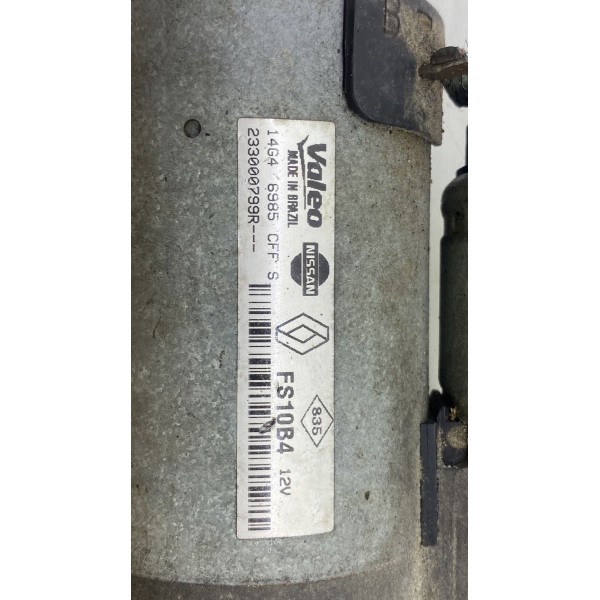 Valeo
MADE IN BRAZIL
NISSAN
14G4 6985 CFF S
233000799R---
FS10B4 12V
835
B